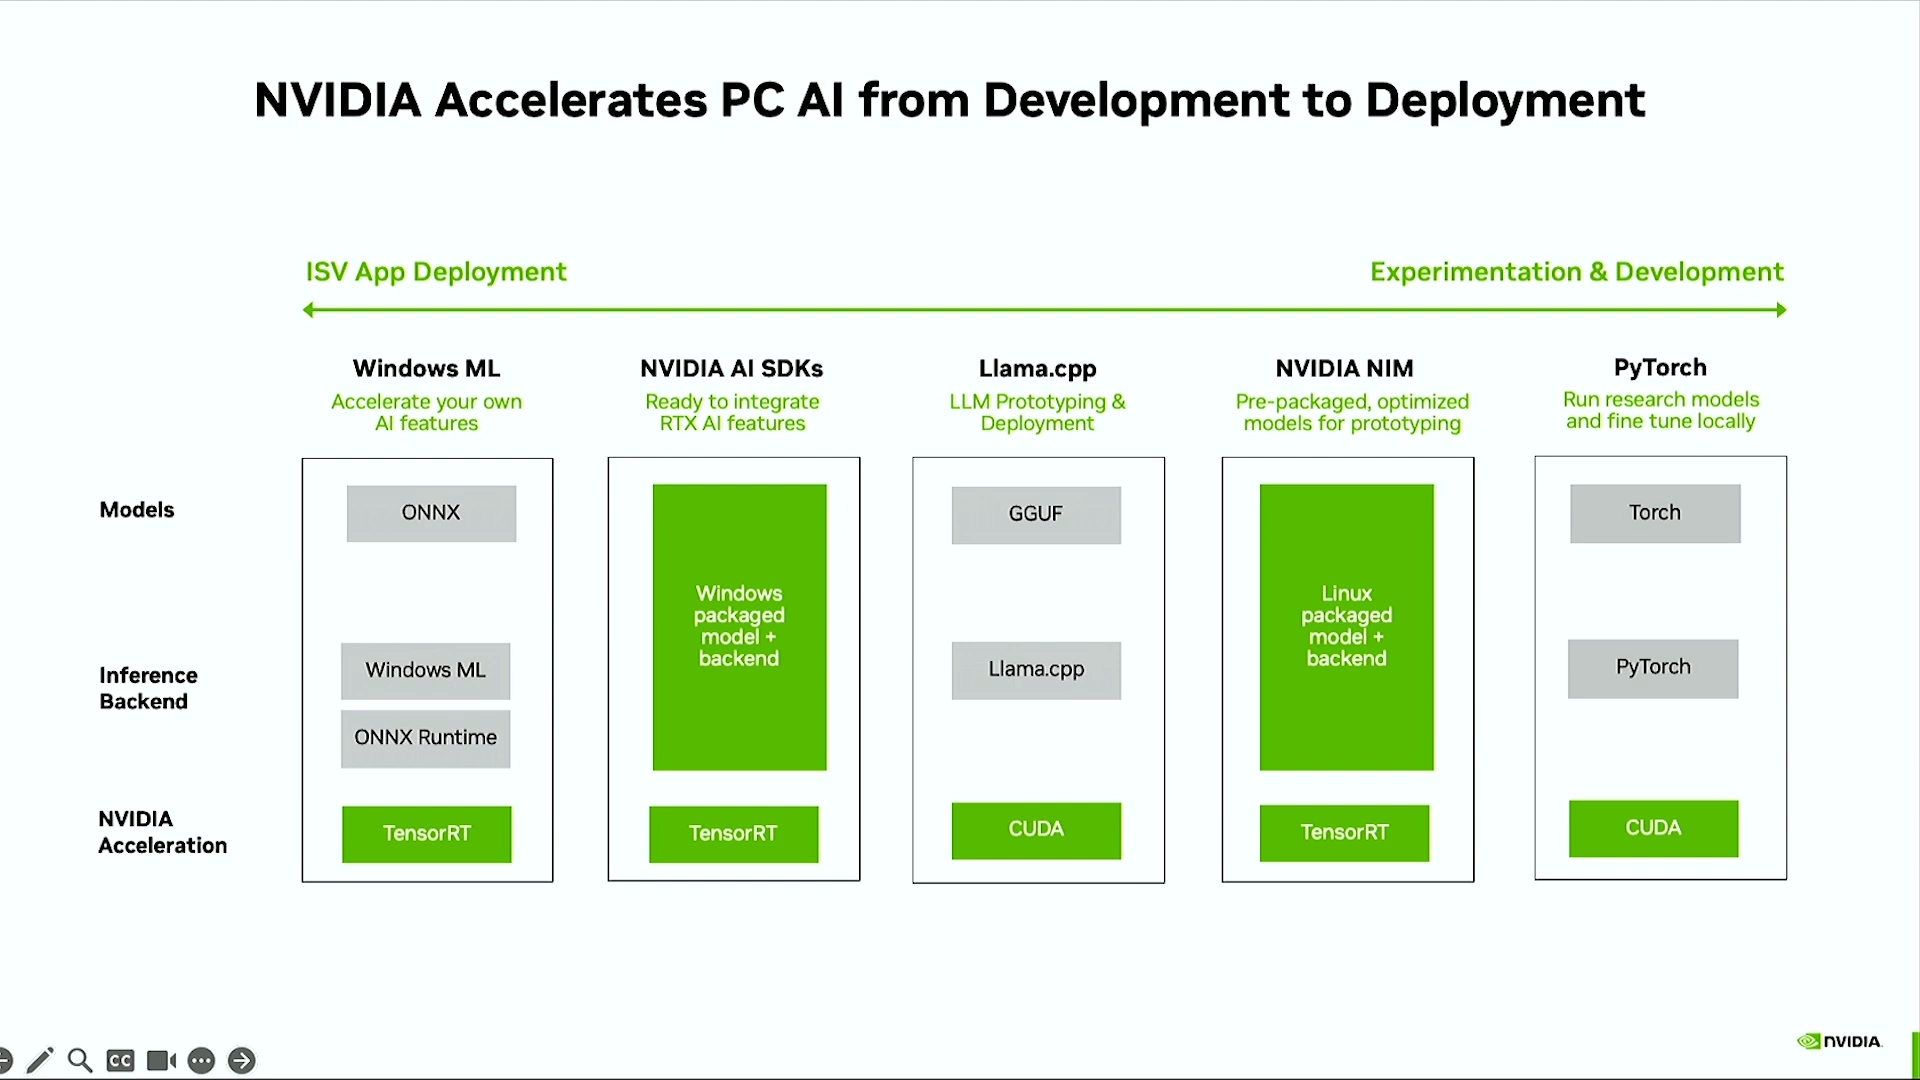 NVIDIA Accelerates PC AI from Development to Deployment
ISV App Deployment
Experimentation & Development
Windows ML
Accelerate your own
AI features
NVIDIA AI SDKs
Ready to integrate
RTX AI features
Llama.cpp
LLM Prototyping &
Deployment
NVIDIA NIM
Pre-packaged, optimized
models for prototyping
PyTorch
Run research models
and fine tune locally
Models
ONNX
Windows
packaged
model +
backend
GGUF
Linux
packaged
model +
backend
Torch
Inference
Backend
Windows ML
ONNX Runtime
Llama.cpp
PyTorch
NVIDIA
Acceleration
TensorRT
TensorRT
CUDA
TensorRT
CUDA
CC
NVIDIA.